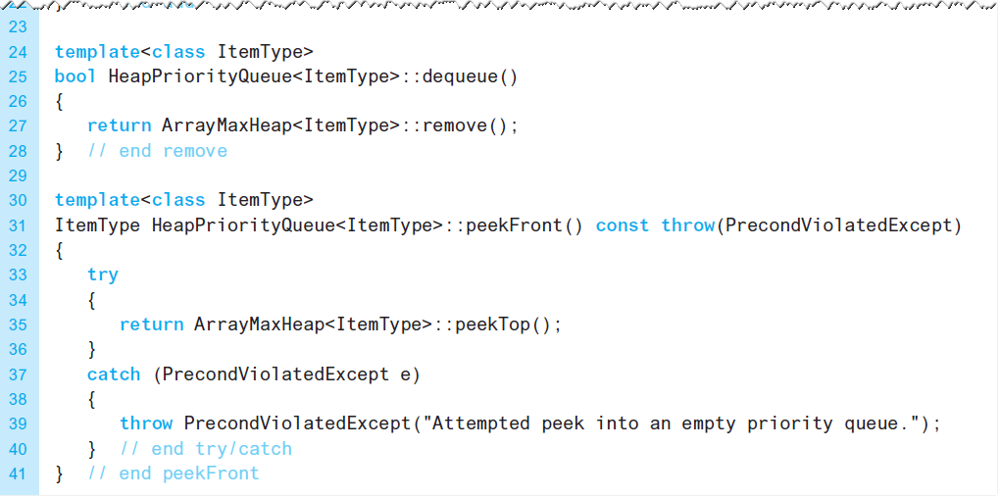 23
24 template<class ItemType>
25 bool HeapPriorityQueue<ItemType>::dequeue()
26 {
27    return ArrayMaxHeap<ItemType>::remove();
28 }  // end remove
29
30 template<class ItemType>
31 ItemType HeapPriorityQueue<ItemType>::peekFront() const throw(PrecondViolatedExcept)
32 {
33    try
34    {
35       return ArrayMaxHeap<ItemType>::peekTop();
36    }
37    catch (PrecondViolatedExcept e)
38    {
39       throw PrecondViolatedExcept("Attempted peek into an empty priority queue.");
40    }  // end try/catch
41 }  // end peekFront